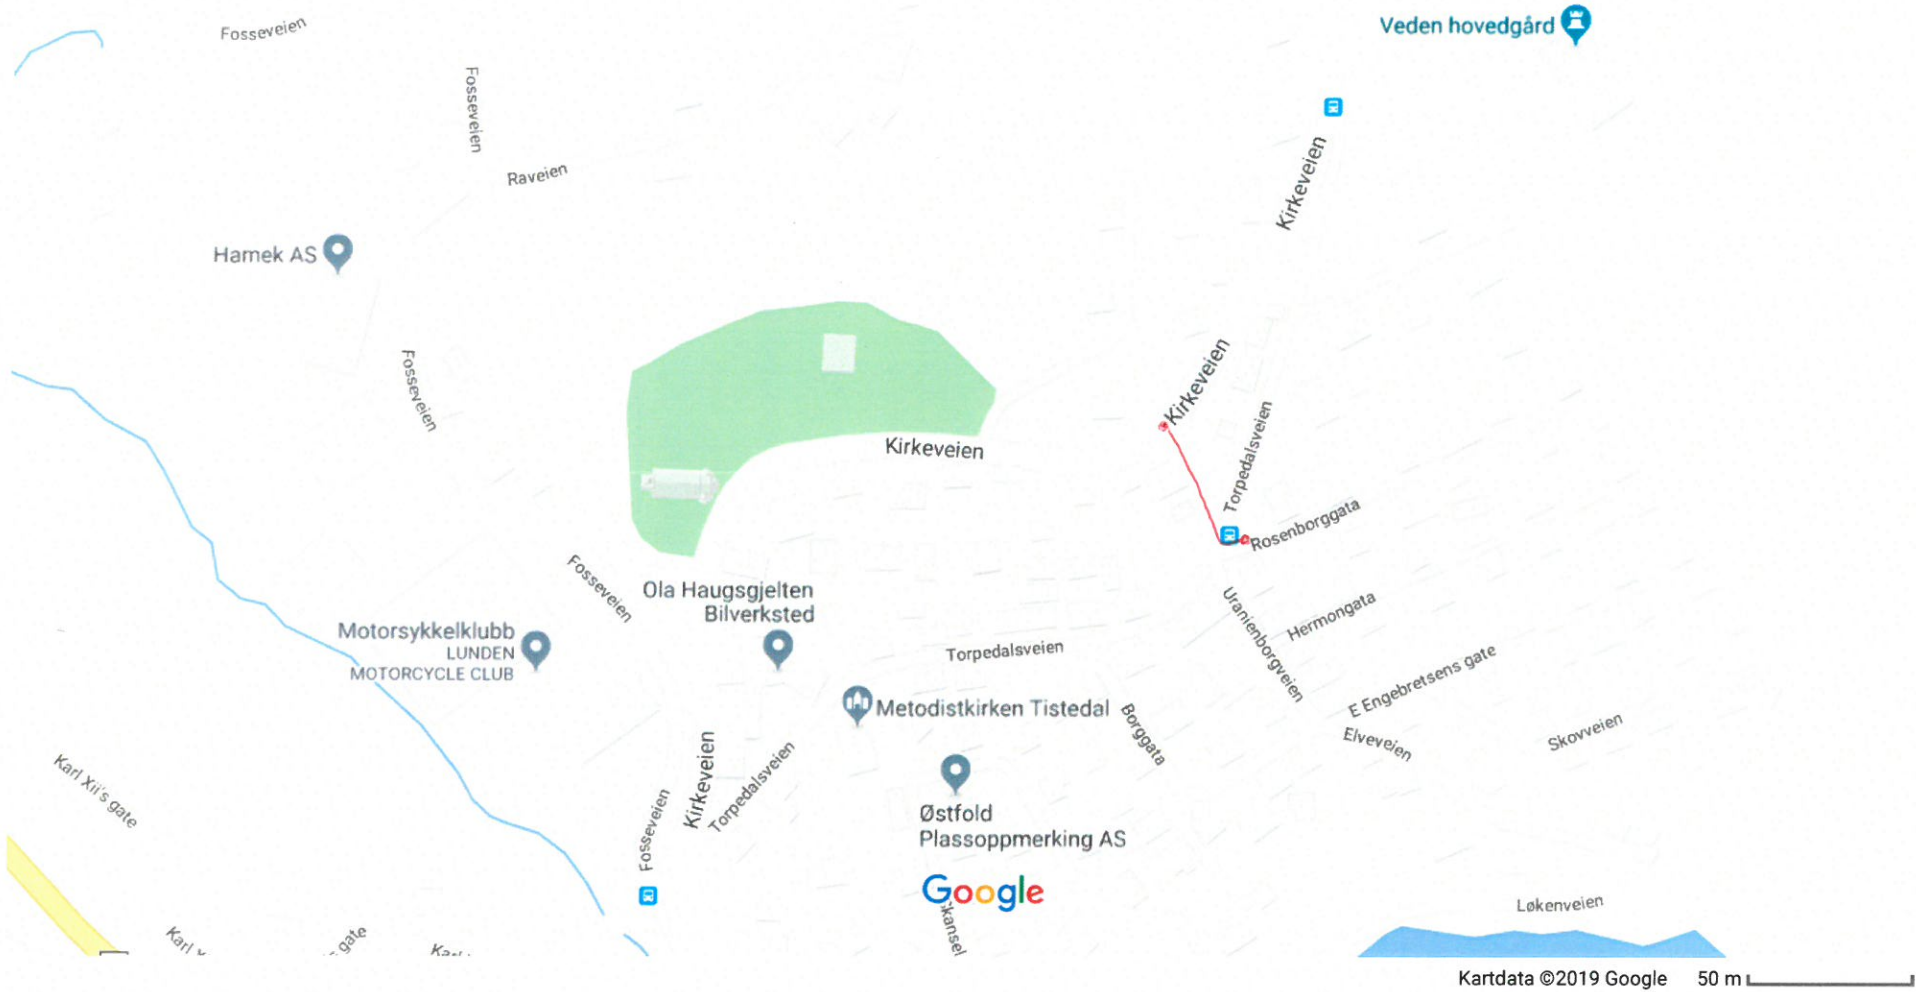 Fosseveien
Veden hovedgård
Fosseveien
Raveien
Kirkeveien
Hamek AS
Fosseveien
Kirkeveien
Kirkeveien
Torpedalsveien
Rosenborggata
Fosseveien
Ola Haugsgjelten
Bilverksted
Uranienborgveien
Hermongata
Motorsykkelklubb
LUNDEN
MOTORCYCLE CLUB
Torpedalsveien
E Engebretsens gate
Metodistkirken Tistedal
Borggata
Elveveien
Skovveien
Kirkeveien
Torpedalsveien
Karl Xii's gate
Fosseveien
Østfold
Plassoppmerking AS
Google
Løkenveien
Karl
gate
Kartdata ©2019 Google 50 m